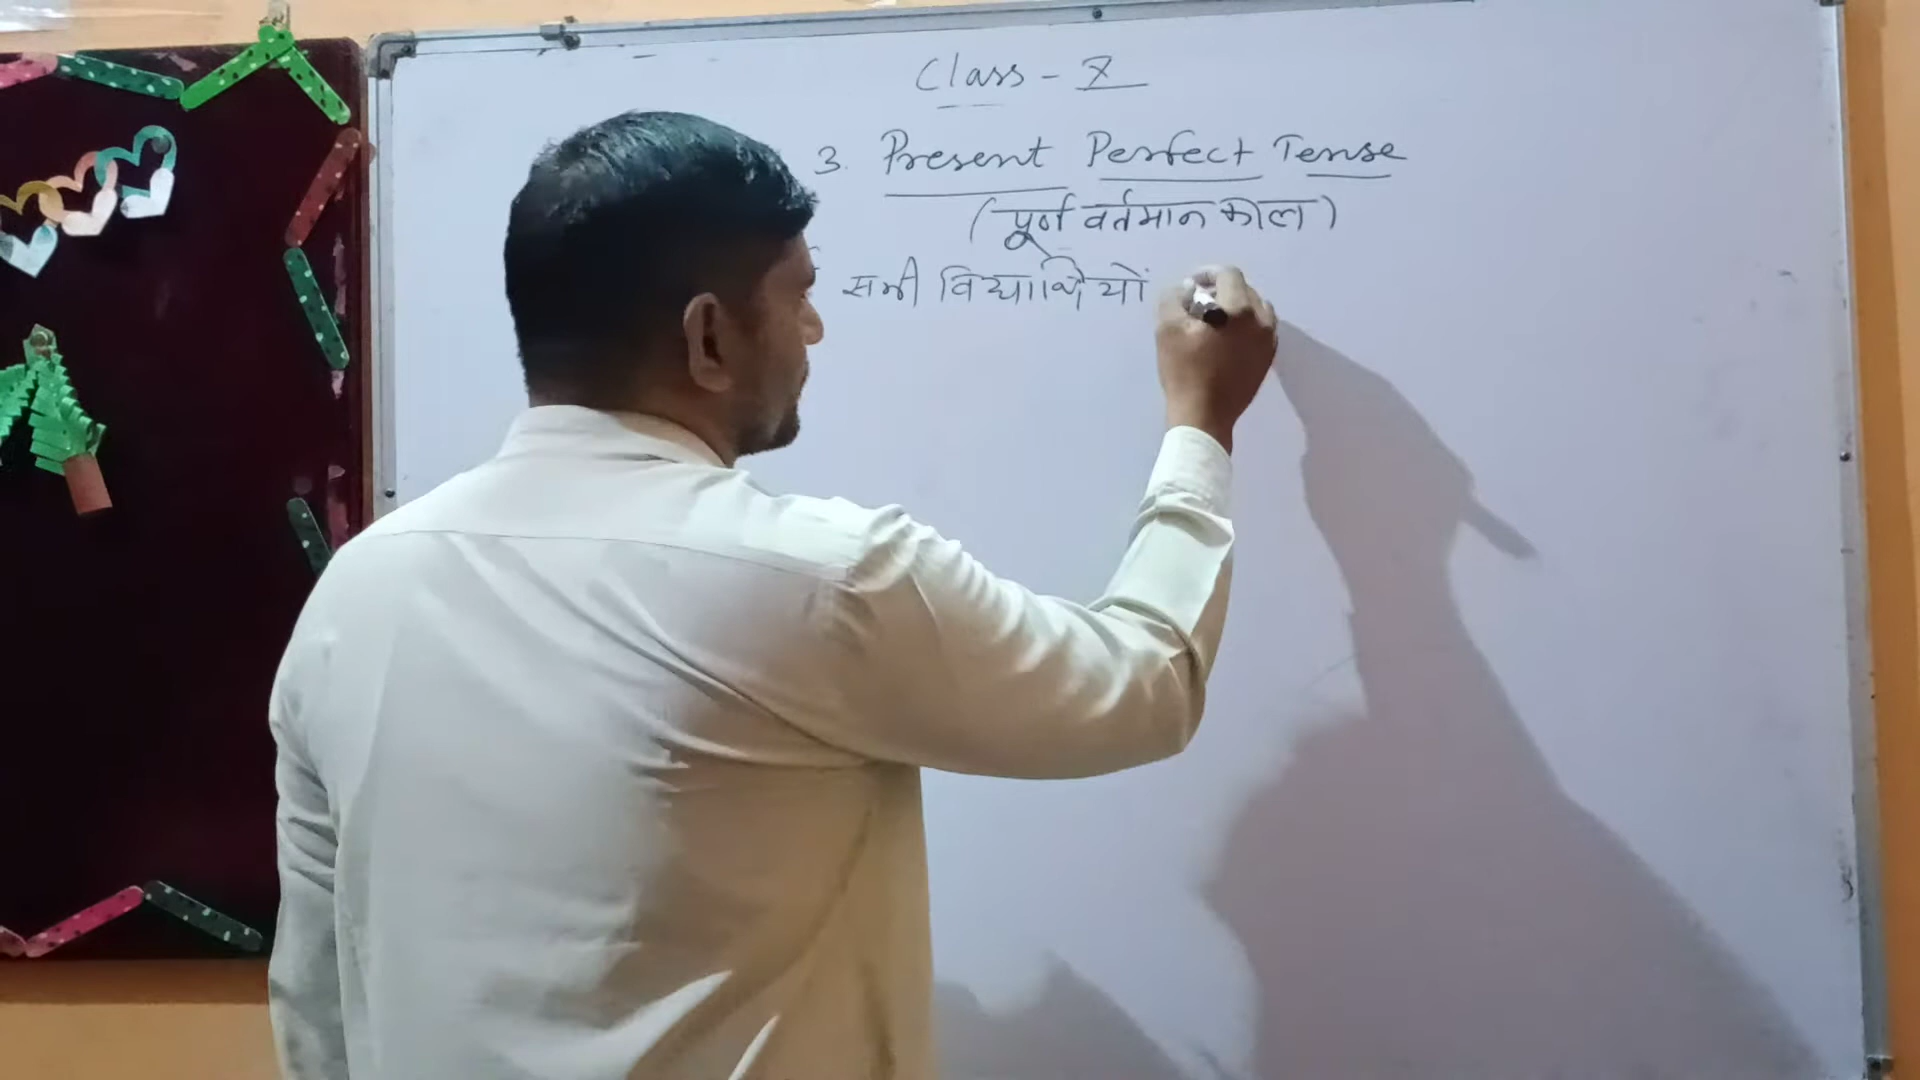 Class - X
3. Present Perfect Tense
(पूर्ण वर्तमान काल)
सभी विद्यार्थियों